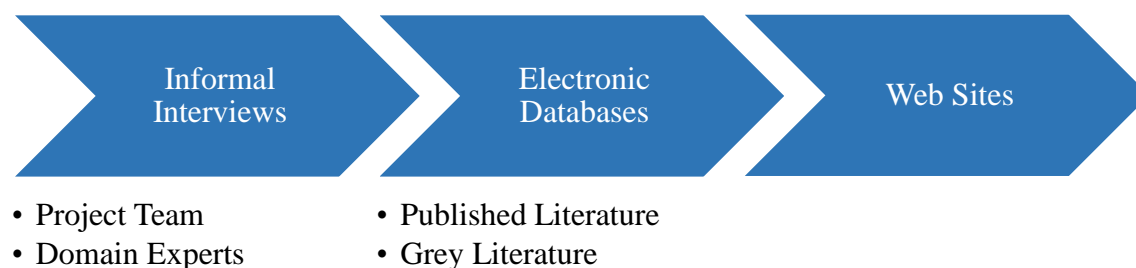 Informal
Interviews
Electronic
Databases
Web Sites
• Project Team
• Domain Experts
• Published Literature
• Grey Literature